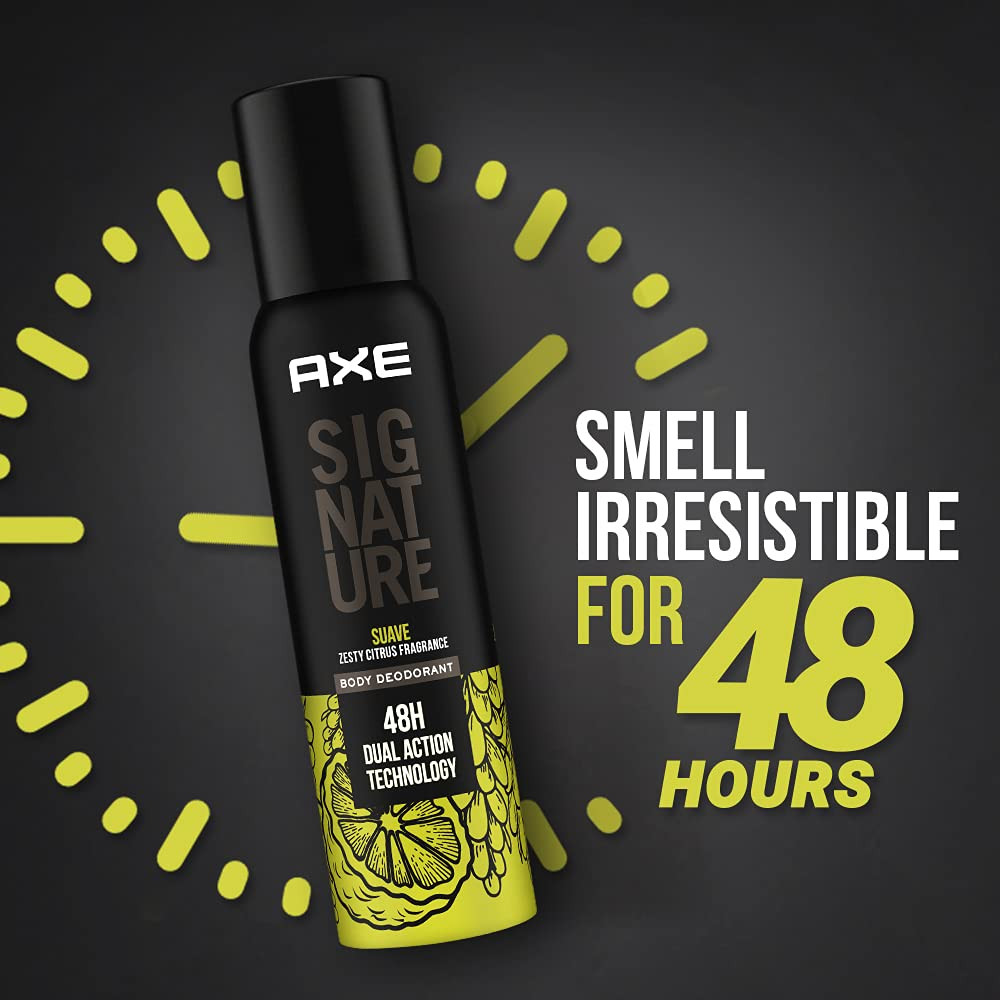 AXE
SIG
NAT
URE
SUAVE
ZESTY CITRUS FRAGRANCE
BODY DEODORANT
48H
DUAL ACTION
TECHNOLOGY
SMELL
IRRESISTIBLE
FOR 48
HOURS